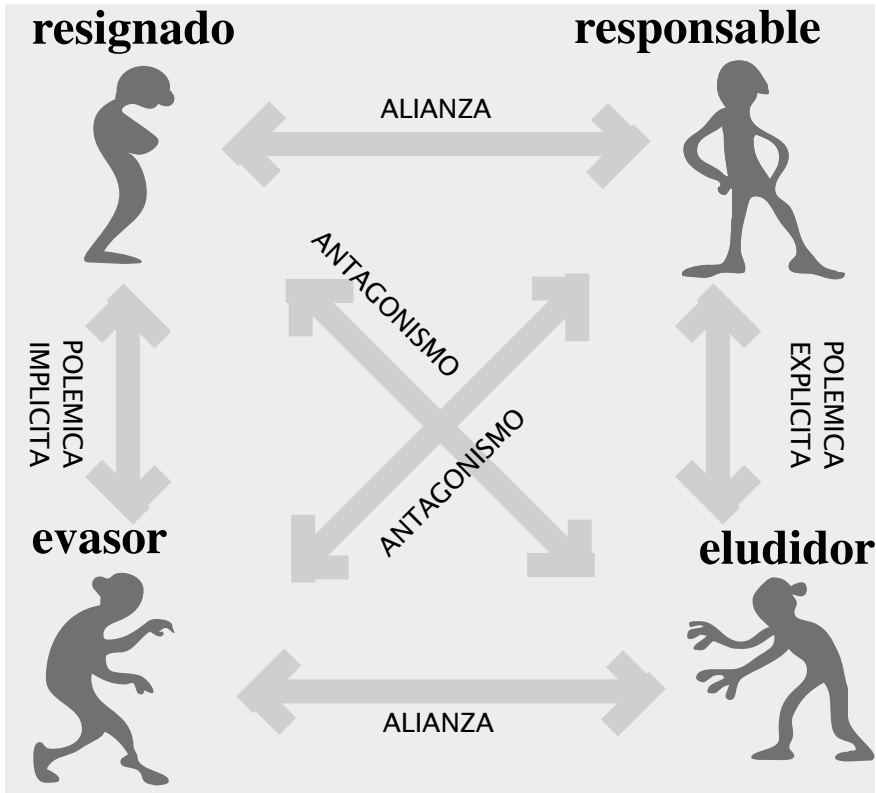 resignado
responsable
ALIANZA
ANTAGONISMO
POLEMICA
IMPLICITA
POLEMICA
EXPLICITA
ANTAGONISMO
evasor
eludidor
ALIANZA